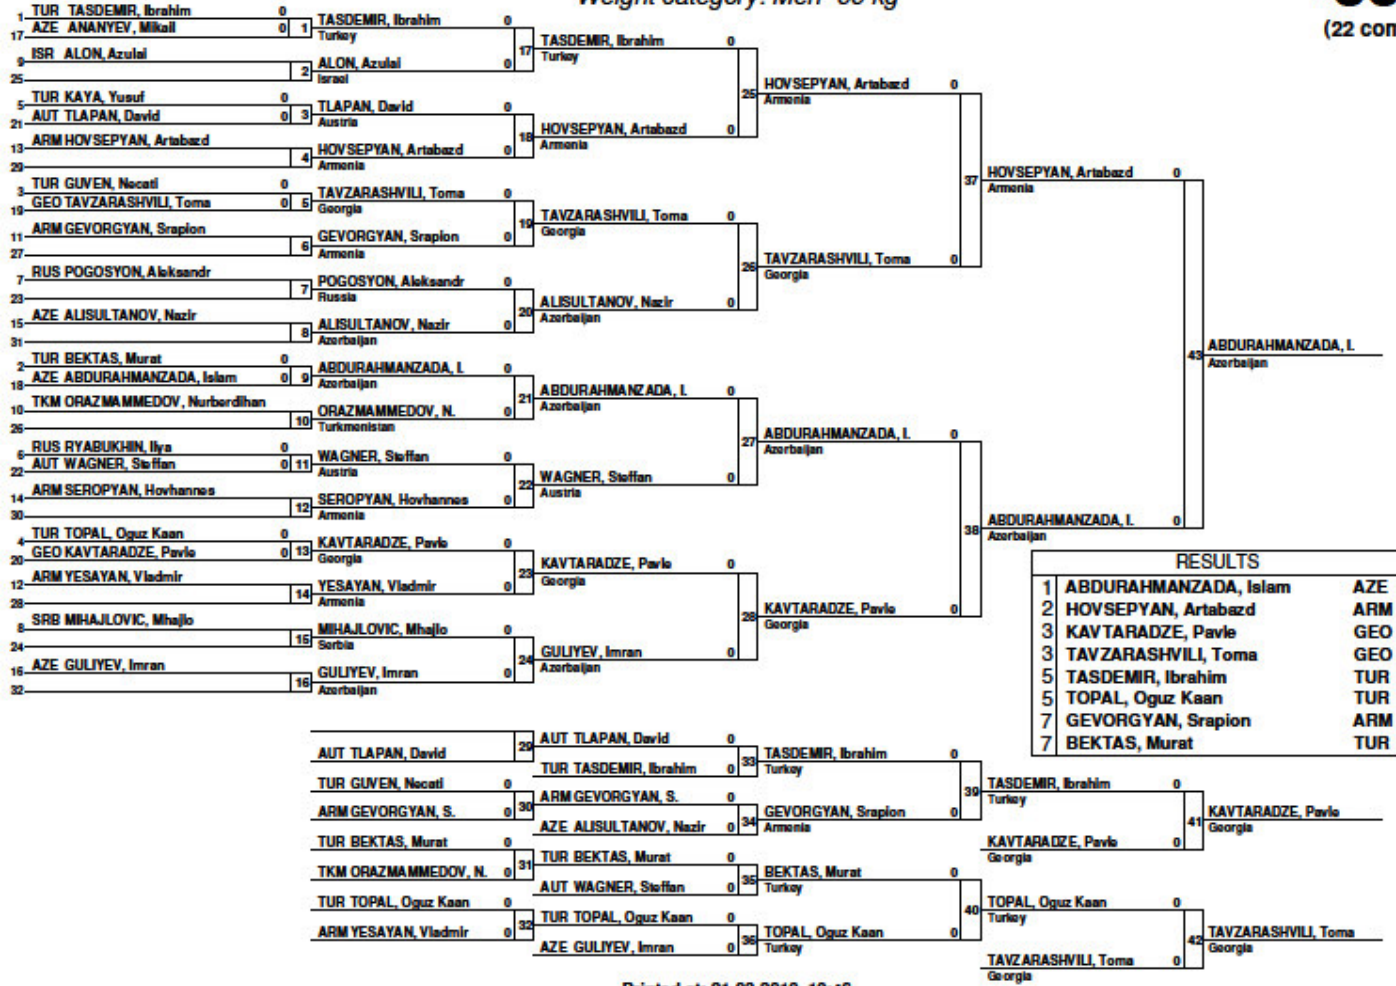 Weight category: Men
(22 con
1 TUR TASDEMIR, Ibrahim 0
17 AZE ANANYEV, Mikail 0 1
TASDEMIR, Ibrahim 0
Turkey
9 ISR ALON, Azulai
25 2
ALON, Azulai 0
Israel
17 TASDEMIR, Ibrahim 0
Turkey
5 TUR KAYA, Yusuf 0
21 AUT TLAPAN, David 0 3
TLAPAN, David 0
Austria
13 ARM HOVSEPYAN, Artabazd
29 4
HOVSEPYAN, Artabazd 0
Armenia
18 HOVSEPYAN, Artabazd 0
Armenia
25 HOVSEPYAN, Artabazd 0
Armenia
3 TUR GUVEN, Necati 0
19 GEO TAVZARASHVILI, Toma 0 5
TAVZARASHVILI, Toma 0
Georgia
11 ARM GEVORGYAN, Srapion
27 6
GEVORGYAN, Srapion 0
Armenia
19 TAVZARASHVILI, Toma 0
Georgia
7 RUS POGOSYON, Aleksandr
23 7
POGOSYON, Aleksandr 0
Russia
15 AZE ALISULTANOV, Nazir
31 8
ALISULTANOV, Nazir 0
Azerbaijan
20 ALISULTANOV, Nazir 0
Azerbaijan
26 TAVZARASHVILI, Toma 0
Georgia
37 HOVSEPYAN, Artabazd 0
Armenia
2 TUR BEKTAS, Murat 0
18 AZE ABDURAHMANZADA, Islam 0 9
ABDURAHMANZADA, I. 0
Azerbaijan
10 TKM ORAZMAMMEDOV, Nurberdihan
26 10
ORAZMAMMEDOV, N. 0
Turkmenistan
21 ABDURAHMANZADA, I. 0
Azerbaijan
6 RUS RYABUKHIN, Ilya 0
22 AUT WAGNER, Steffan 0 11
WAGNER, Steffan 0
Austria
14 ARM SEROPYAN, Hovhannes
30 12
SEROPYAN, Hovhannes 0
Armenia
22 WAGNER, Steffan 0
Austria
27 ABDURAHMANZADA, I. 0
Azerbaijan
4 TUR TOPAL, Oguz Kaan 0
20 GEO KAVTARADZE, Pavle 0 13
KAVTARADZE, Pavle 0
Georgia
12 ARM YESAYAN, Vladmir
28 14
YESAYAN, Vladmir 0
Armenia
23 KAVTARADZE, Pavle 0
Georgia
8 SRB MIHAJLOVIC, Mhajlo
24 15
MIHAJLOVIC, Mhajlo 0
Serbia
16 AZE GULIYEV, Imran
32 16
GULIYEV, Imran 0
Azerbaijan
24 GULIYEV, Imran 0
Azerbaijan
28 KAVTARADZE, Pavle 0
Georgia
38 ABDURAHMANZADA, I. 0
Azerbaijan
43 ABDURAHMANZADA, I.
Azerbaijan
RESULTS
1 ABDURAHMANZADA, Islam AZE
2 HOVSEPYAN, Artabazd ARM
3 KAVTARADZE, Pavle GEO
3 TAVZARASHVILI, Toma GEO
5 TASDEMIR, Ibrahim TUR
5 TOPAL, Oguz Kaan TUR
7 GEVORGYAN, Srapion ARM
7 BEKTAS, Murat TUR
AUT TLAPAN, David 29
AUT TLAPAN, David 0
TUR TASDEMIR, Ibrahim 0 33
TASDEMIR, Ibrahim 0
Turkey
TUR GUVEN, Necati 0
ARM GEVORGYAN, S. 0 30
ARM GEVORGYAN, S. 0
AZE ALISULTANOV, Nazir 0 34
GEVORGYAN, Srapion 0
Armenia
39 TASDEMIR, Ibrahim 0
Turkey
KAVTARADZE, Pavle 0
Georgia
41 KAVTARADZE, Pavle
Georgia
TUR BEKTAS, Murat 0
TKM ORAZMAMMEDOV, N. 0 31
TUR BEKTAS, Murat 0
AUT WAGNER, Steffan 0 35
BEKTAS, Murat 0
Turkey
TUR TOPAL, Oguz Kaan 0
ARM YESAYAN, Vladmir 0 32
TUR TOPAL, Oguz Kaan 0
AZE GULIYEV, Imran 0 36
TOPAL, Oguz Kaan 0
Turkey
40 TOPAL, Oguz Kaan 0
Turkey
TAVZARASHVILI, Toma 0
Georgia
42 TAVZARASHVILI, Toma
Georgia